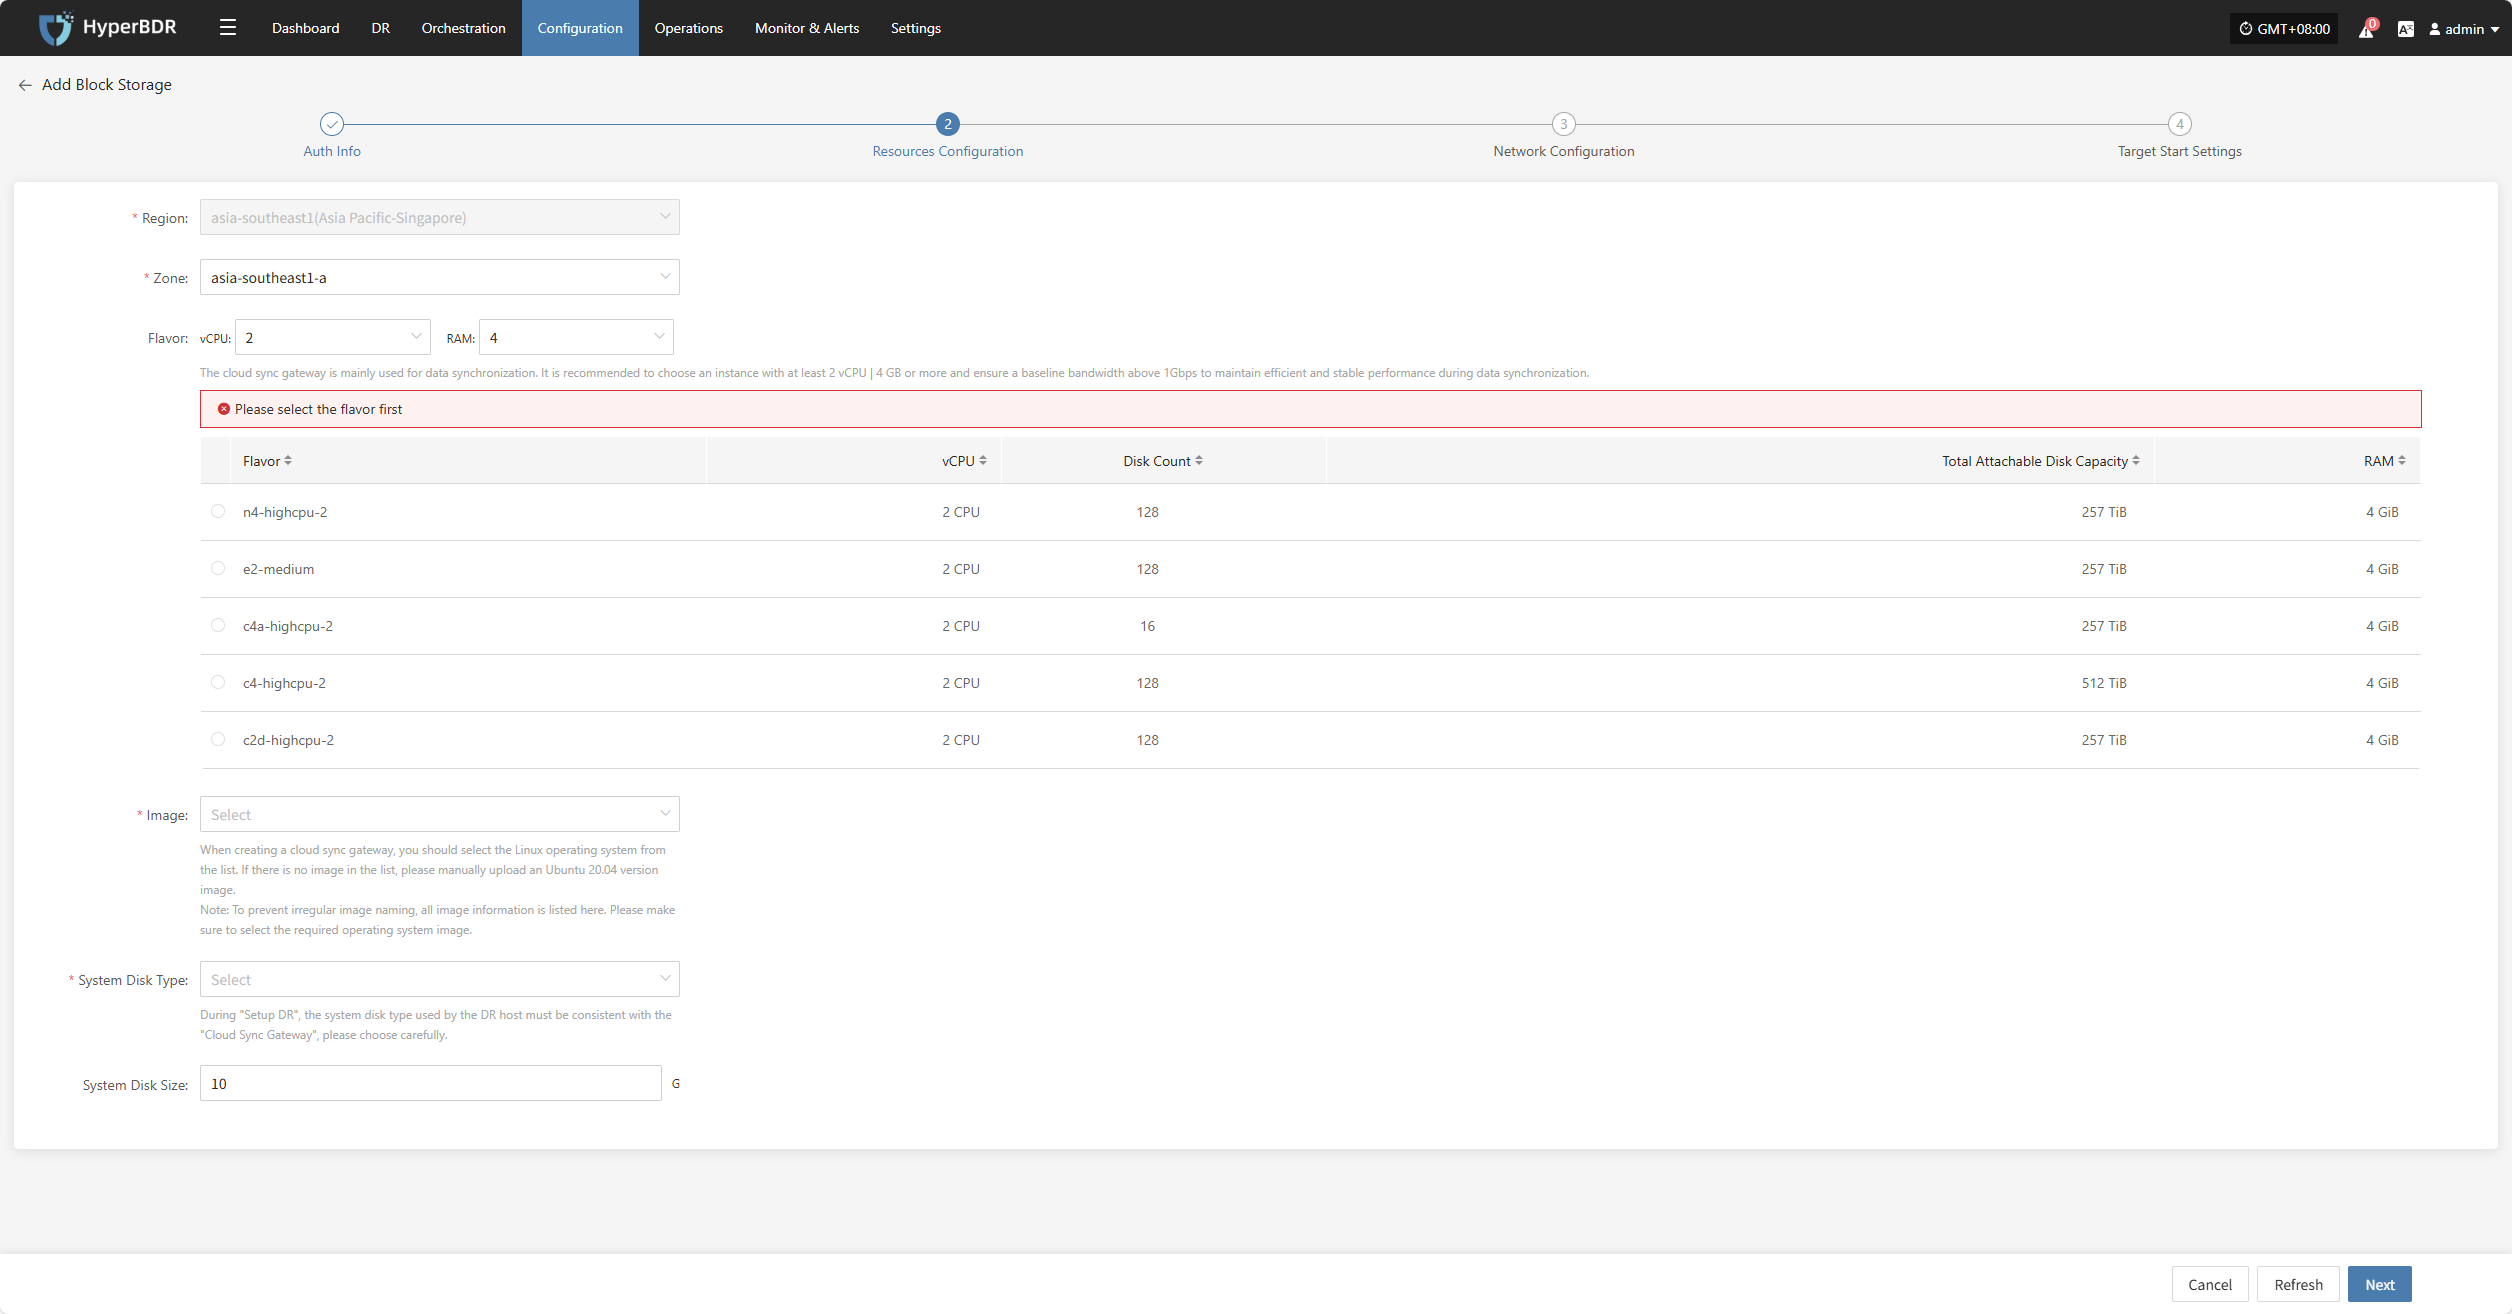 HyperBDR
Dashboard
DR
Orchestration
Configuration
Operations
Monitor & Alerts
Settings
GMT+08:00
0
admin
Add Block Storage
2
3
4
Auth Info
Resources Configuration
Network Configuration
Target Start Settings
* Region:
asia-southeast1(Asia Pacific-Singapore)
* Zone:
asia-southeast1-a
Flavor:
vCPU:
2
RAM:
4
The cloud sync gateway is mainly used for data synchronization. It is recommended to choose an instance with at least 2 vCPU | 4 GB or more and ensure a baseline bandwidth above 1Gbps to maintain efficient and stable performance during data synchronization.
Please select the flavor first
Flavor vCPU Disk Count Total Attachable Disk Capacity RAM
n4-highcpu-2 2 CPU 128 257 TiB 4 GiB
e2-medium 2 CPU 128 257 TiB 4 GiB
c4a-highcpu-2 2 CPU 16 257 TiB 4 GiB
c4-highcpu-2 2 CPU 128 512 TiB 4 GiB
c2d-highcpu-2 2 CPU 128 257 TiB 4 GiB
* Image:
Select
When creating a cloud sync gateway, you should select the Linux operating system from
the list. If there is no image in the list, please manually upload an Ubuntu 20.04 version
image.
Note: To prevent irregular image naming, all image information is listed here. Please make
sure to select the required operating system image.
* System Disk Type:
Select
During "Setup DR", the system disk type used by the DR host must be consistent with the
"Cloud Sync Gateway", please choose carefully.
System Disk Size:
10
G
Cancel
Refresh
Next